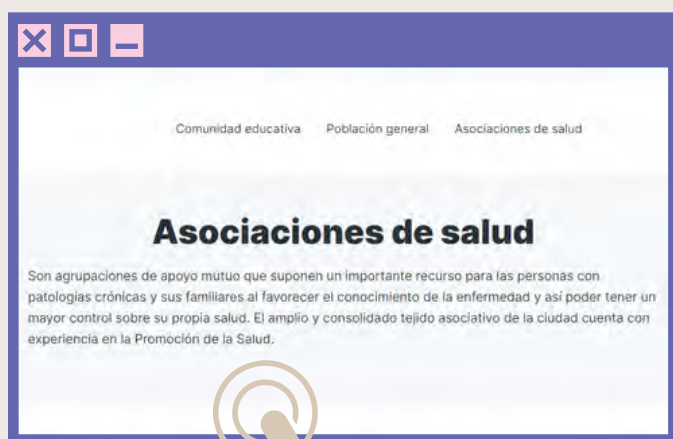 Comunidad educativa Población general Asociaciones de salud
Asociaciones de salud
Son agrupaciones de apoyo mutuo que suponen un importante recurso para las personas con
patologías crónicas y sus familiares al favorecer el conocimiento de la enfermedad y así poder tener un
mayor control sobre su propia salud. El amplio y consolidado tejido asociativo de la ciudad cuenta con
experiencia en la Promoción de la Salud.